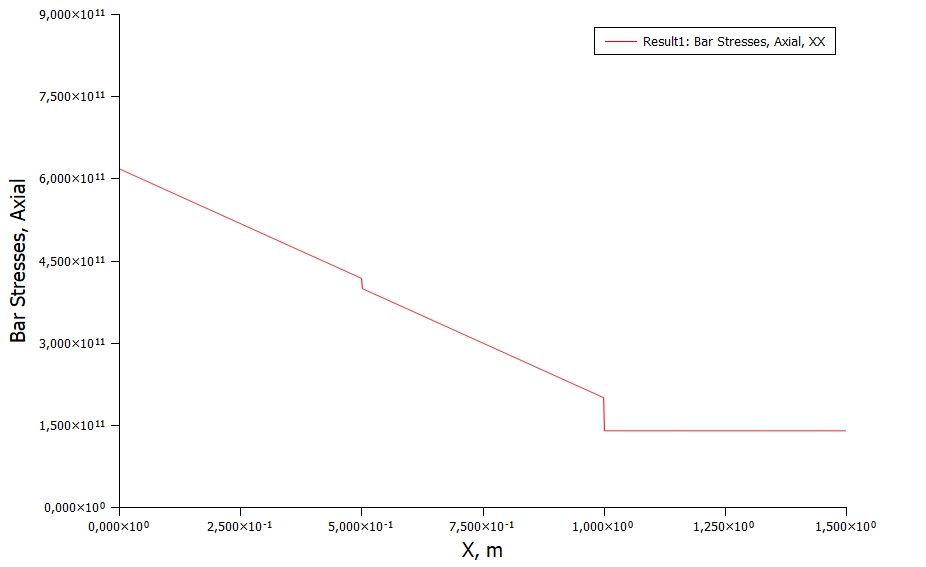 9,000×10¹¹
Result1: Bar Stresses, Axial, XX
7,500×10¹¹
6,000×10¹¹
4,500×10¹¹
3,000×10¹¹
1,500×10¹¹
0,000×10⁰
Bar Stresses, Axial
0,000×10⁰ 2,500×10⁻¹ 5,000×10⁻¹ 7,500×10⁻¹ 1,000×10⁰ 1,250×10⁰ 1,500×10⁰
X, m